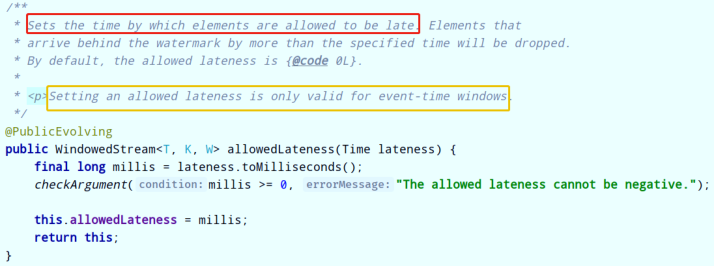 /**
 * Sets the time by which elements are allowed to be late. Elements that
 * arrive behind the watermark by more than the specified time will be dropped.
 * By default, the allowed lateness is {@code 0L}.
 *
 * <p>Setting an allowed lateness is only valid for event-time windows.
 */
@PublicEvolving
public WindowedStream<T, K, W> allowedLateness(Time lateness) {
    final long millis = lateness.toMilliseconds();
    checkArgument( condition: millis >= 0, errorMessage: "The allowed lateness cannot be negative.");

    this.allowedLateness = millis;
    return this;
}